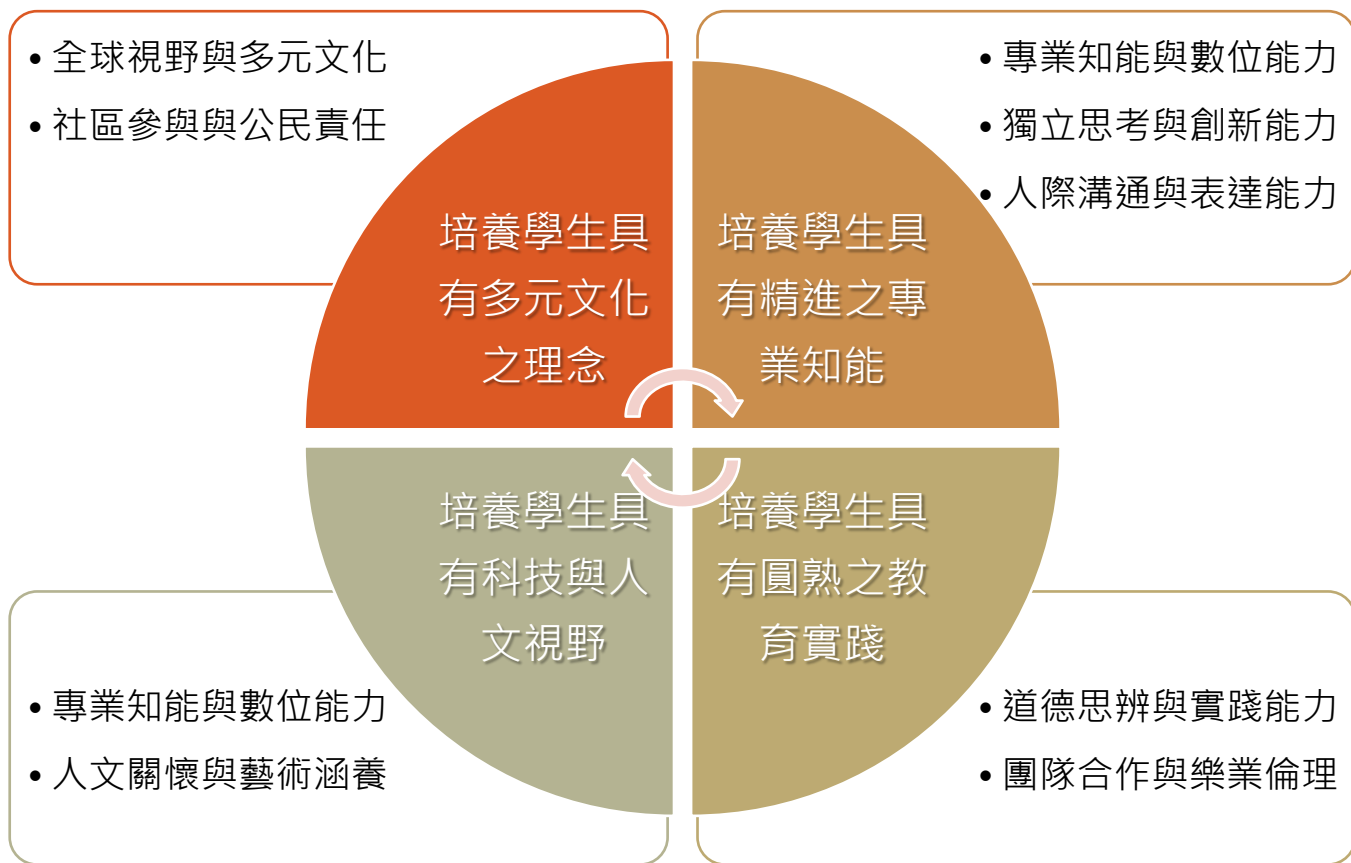 • 全球視野與多元文化
• 社區參與與公民責任
• 專業知能與數位能力
• 獨立思考與創新能力
• 人際溝通與表達能力
培養學生具
有多元文化
之理念
培養學生具
有精進之專
業知能
培養學生具
有科技與人
文視野
培養學生具
有圓熟之教
育實踐
• 專業知能與數位能力
• 人文關懷與藝術涵養
• 道德思辨與實踐能力
• 團隊合作與樂業倫理